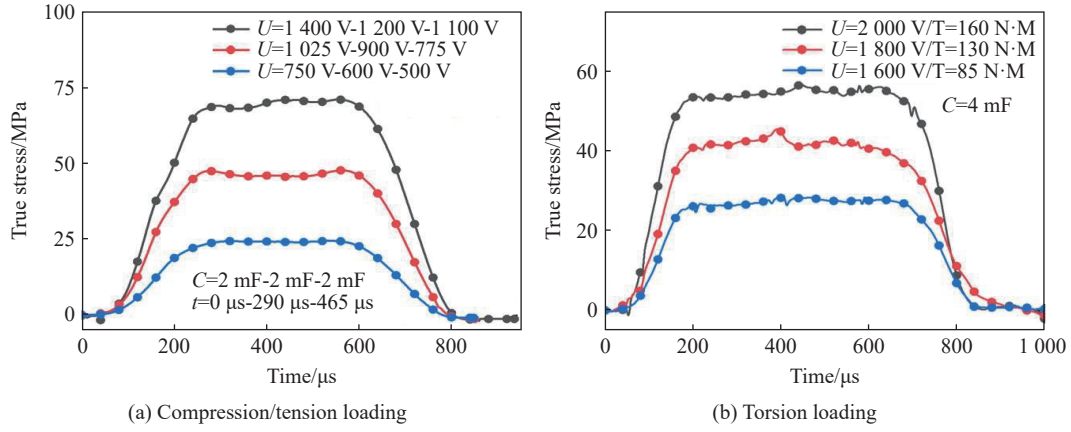 100
75
50
25
0
True stress/MPa
U=1 400 V-1 200 V-1 100 V
U=1 025 V-900 V-775 V
U=750 V-600 V-500 V
C=2 mF-2 mF-2 mF
t=0 μs-290 μs-465 μs
0 200 400 600 800
Time/μs
(a) Compression/tension loading
60
40
20
0
True stress/MPa
U=2 000 V/T=160 N·M
U=1 800 V/T=130 N·M
U=1 600 V/T=85 N·M
C=4 mF
0 200 400 600 800 1 000
Time/μs
(b) Torsion loading